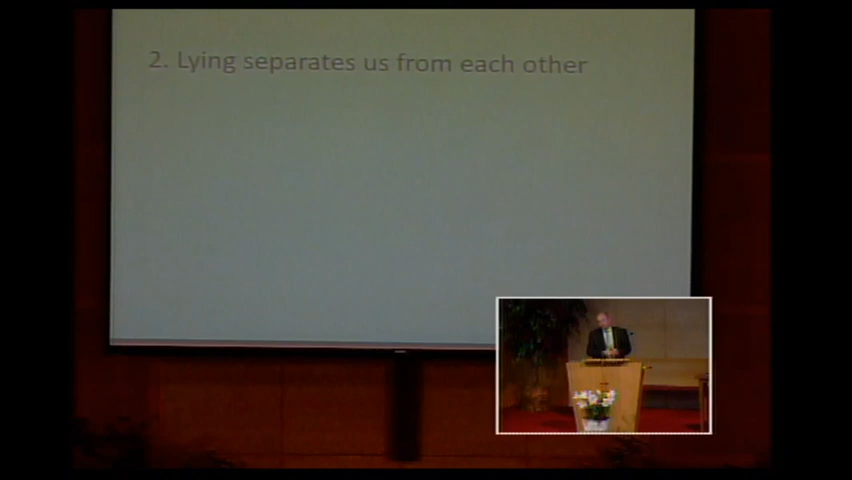 2. Lying separates us from each other